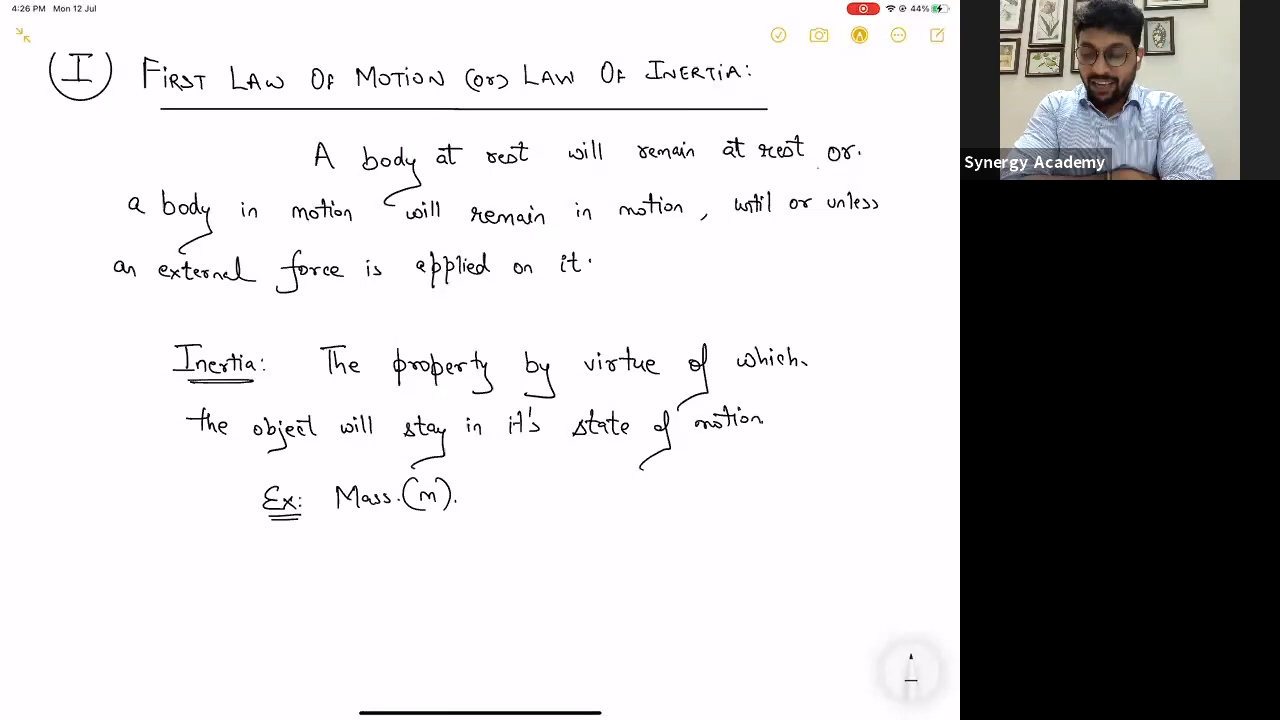 4:26 PM Mon 12 Jul
44%
(I) FIRST LAW OF MOTION (or) LAW OF INERTIA:
A body at rest will remain at rest or.
a body in motion will remain in motion, until or unless
an external force is applied on it.
Inertia: The property by virtue of which
the object will stay in it's state of motion
Ex: Mass.(m).
Synergy Academy